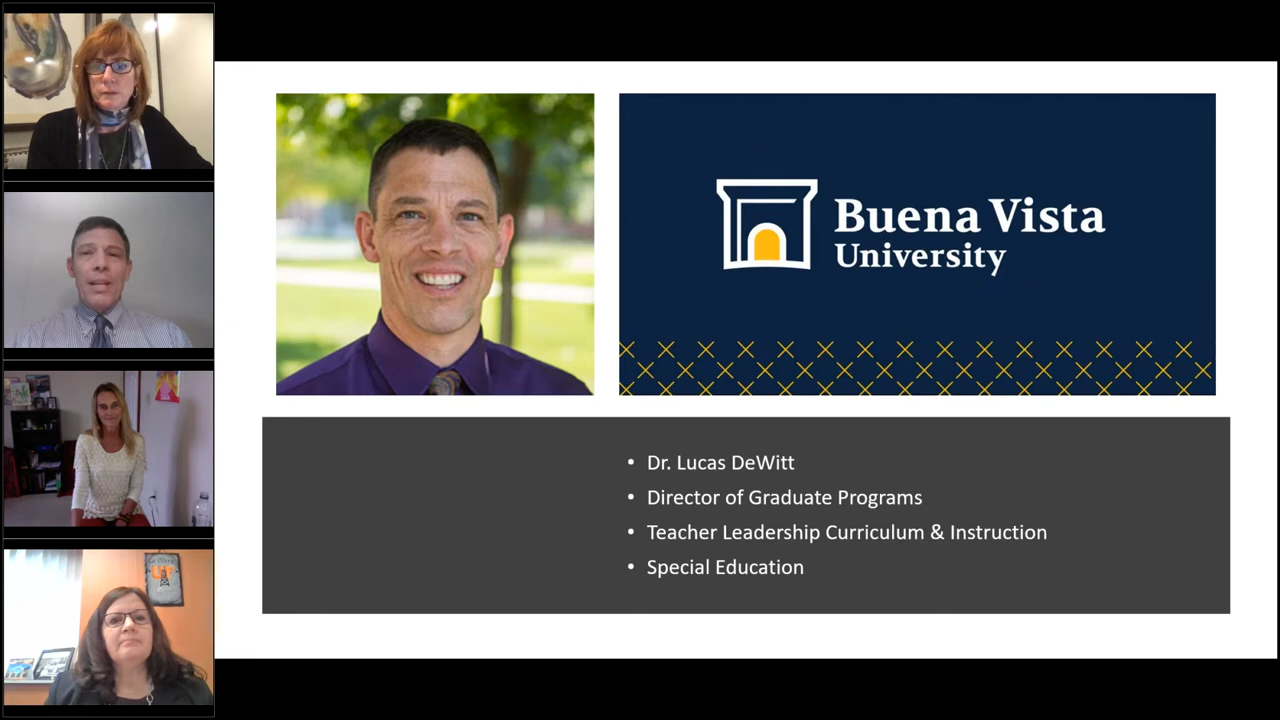 Buena Vista
University
• Dr. Lucas DeWitt
• Director of Graduate Programs
• Teacher Leadership Curriculum & Instruction
• Special Education